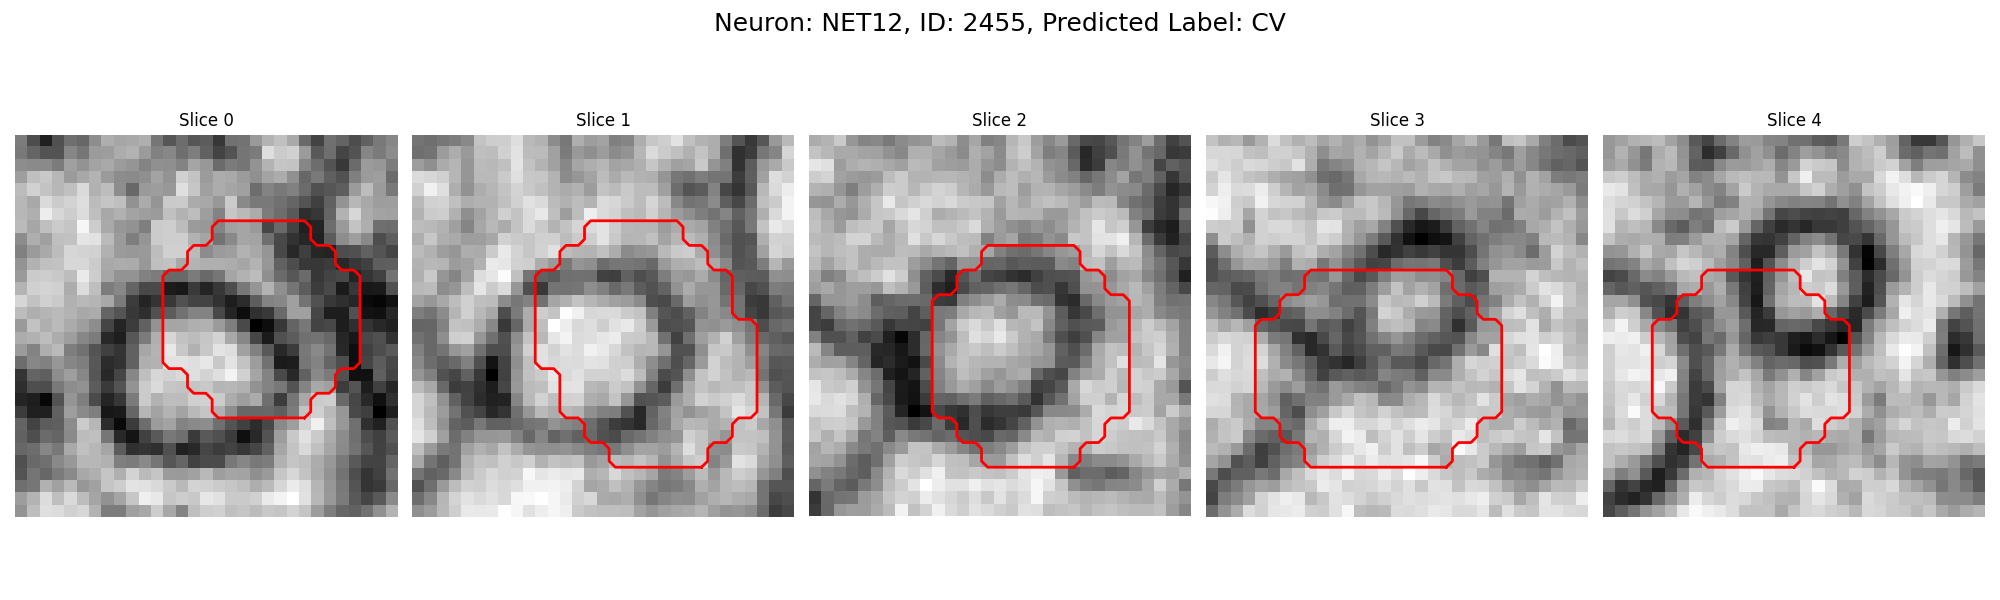 Neuron: NET12, ID: 2455, Predicted Label: CV
Slice 0
Slice 1
Slice 2
Slice 3
Slice 4